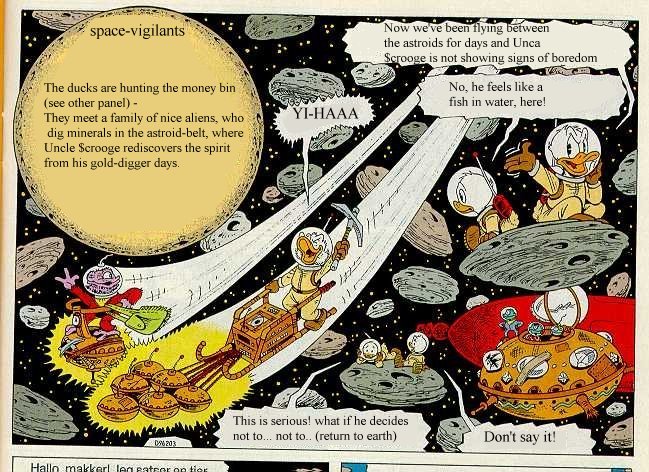 space-vigilants
The ducks are hunting the money bin
(see other panel) -
They meet a family of nice aliens, who
dig minerals in the astroid-belt, where
Uncle $crooge rediscovers the spirit
from his gold-digger days.
Now we've been flying between
the astroids for days and Unca
$crooge is not showing signs of boredom
No, he feels like a
fish in water, here!
YI-HAAA
This is serious! what if he decides
not to... not to.. (return to earth)
Don't say it!
D96203
Hallo, makker! Jeg satser en tier